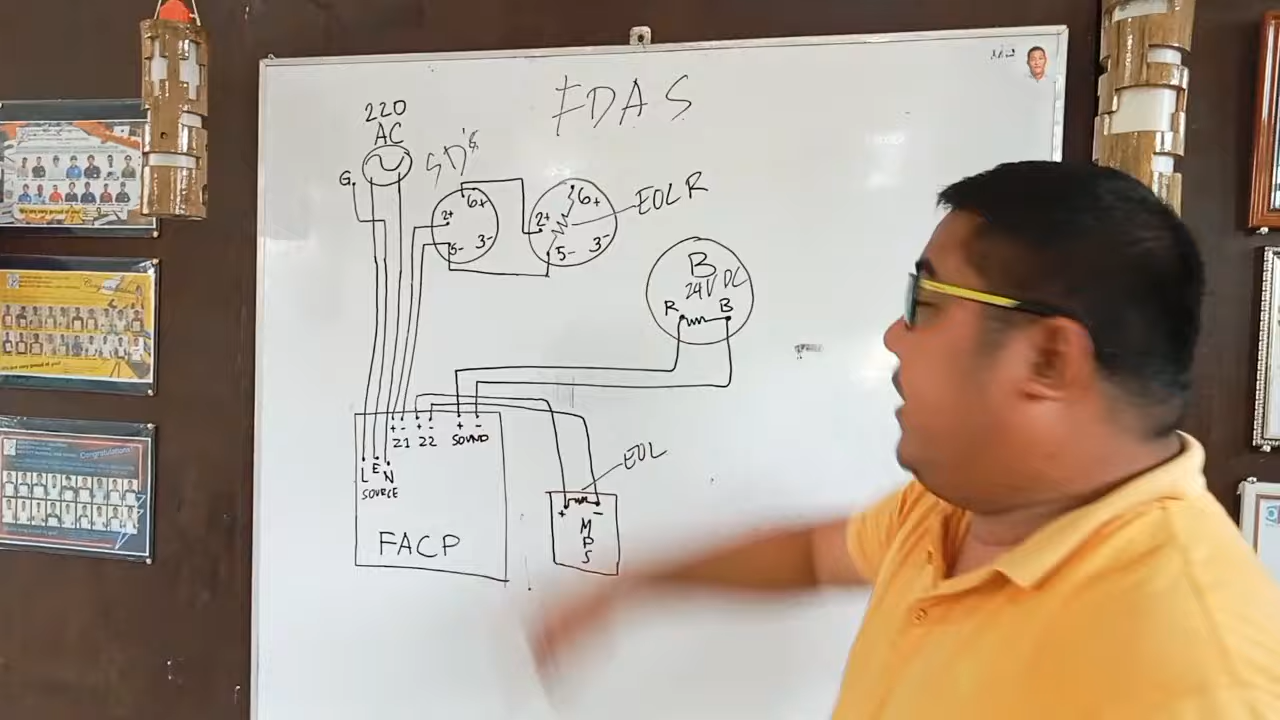 FDAS
220
AC
G
SD's
6+
2+
5-
3-
6+
2+
5-
3-
EOLR
B
24V DC
R B
+ - + - + -
Z1 Z2 SOUND
L E N
SOURCE
FACP
EOL
+ -
MPS
Congratulations